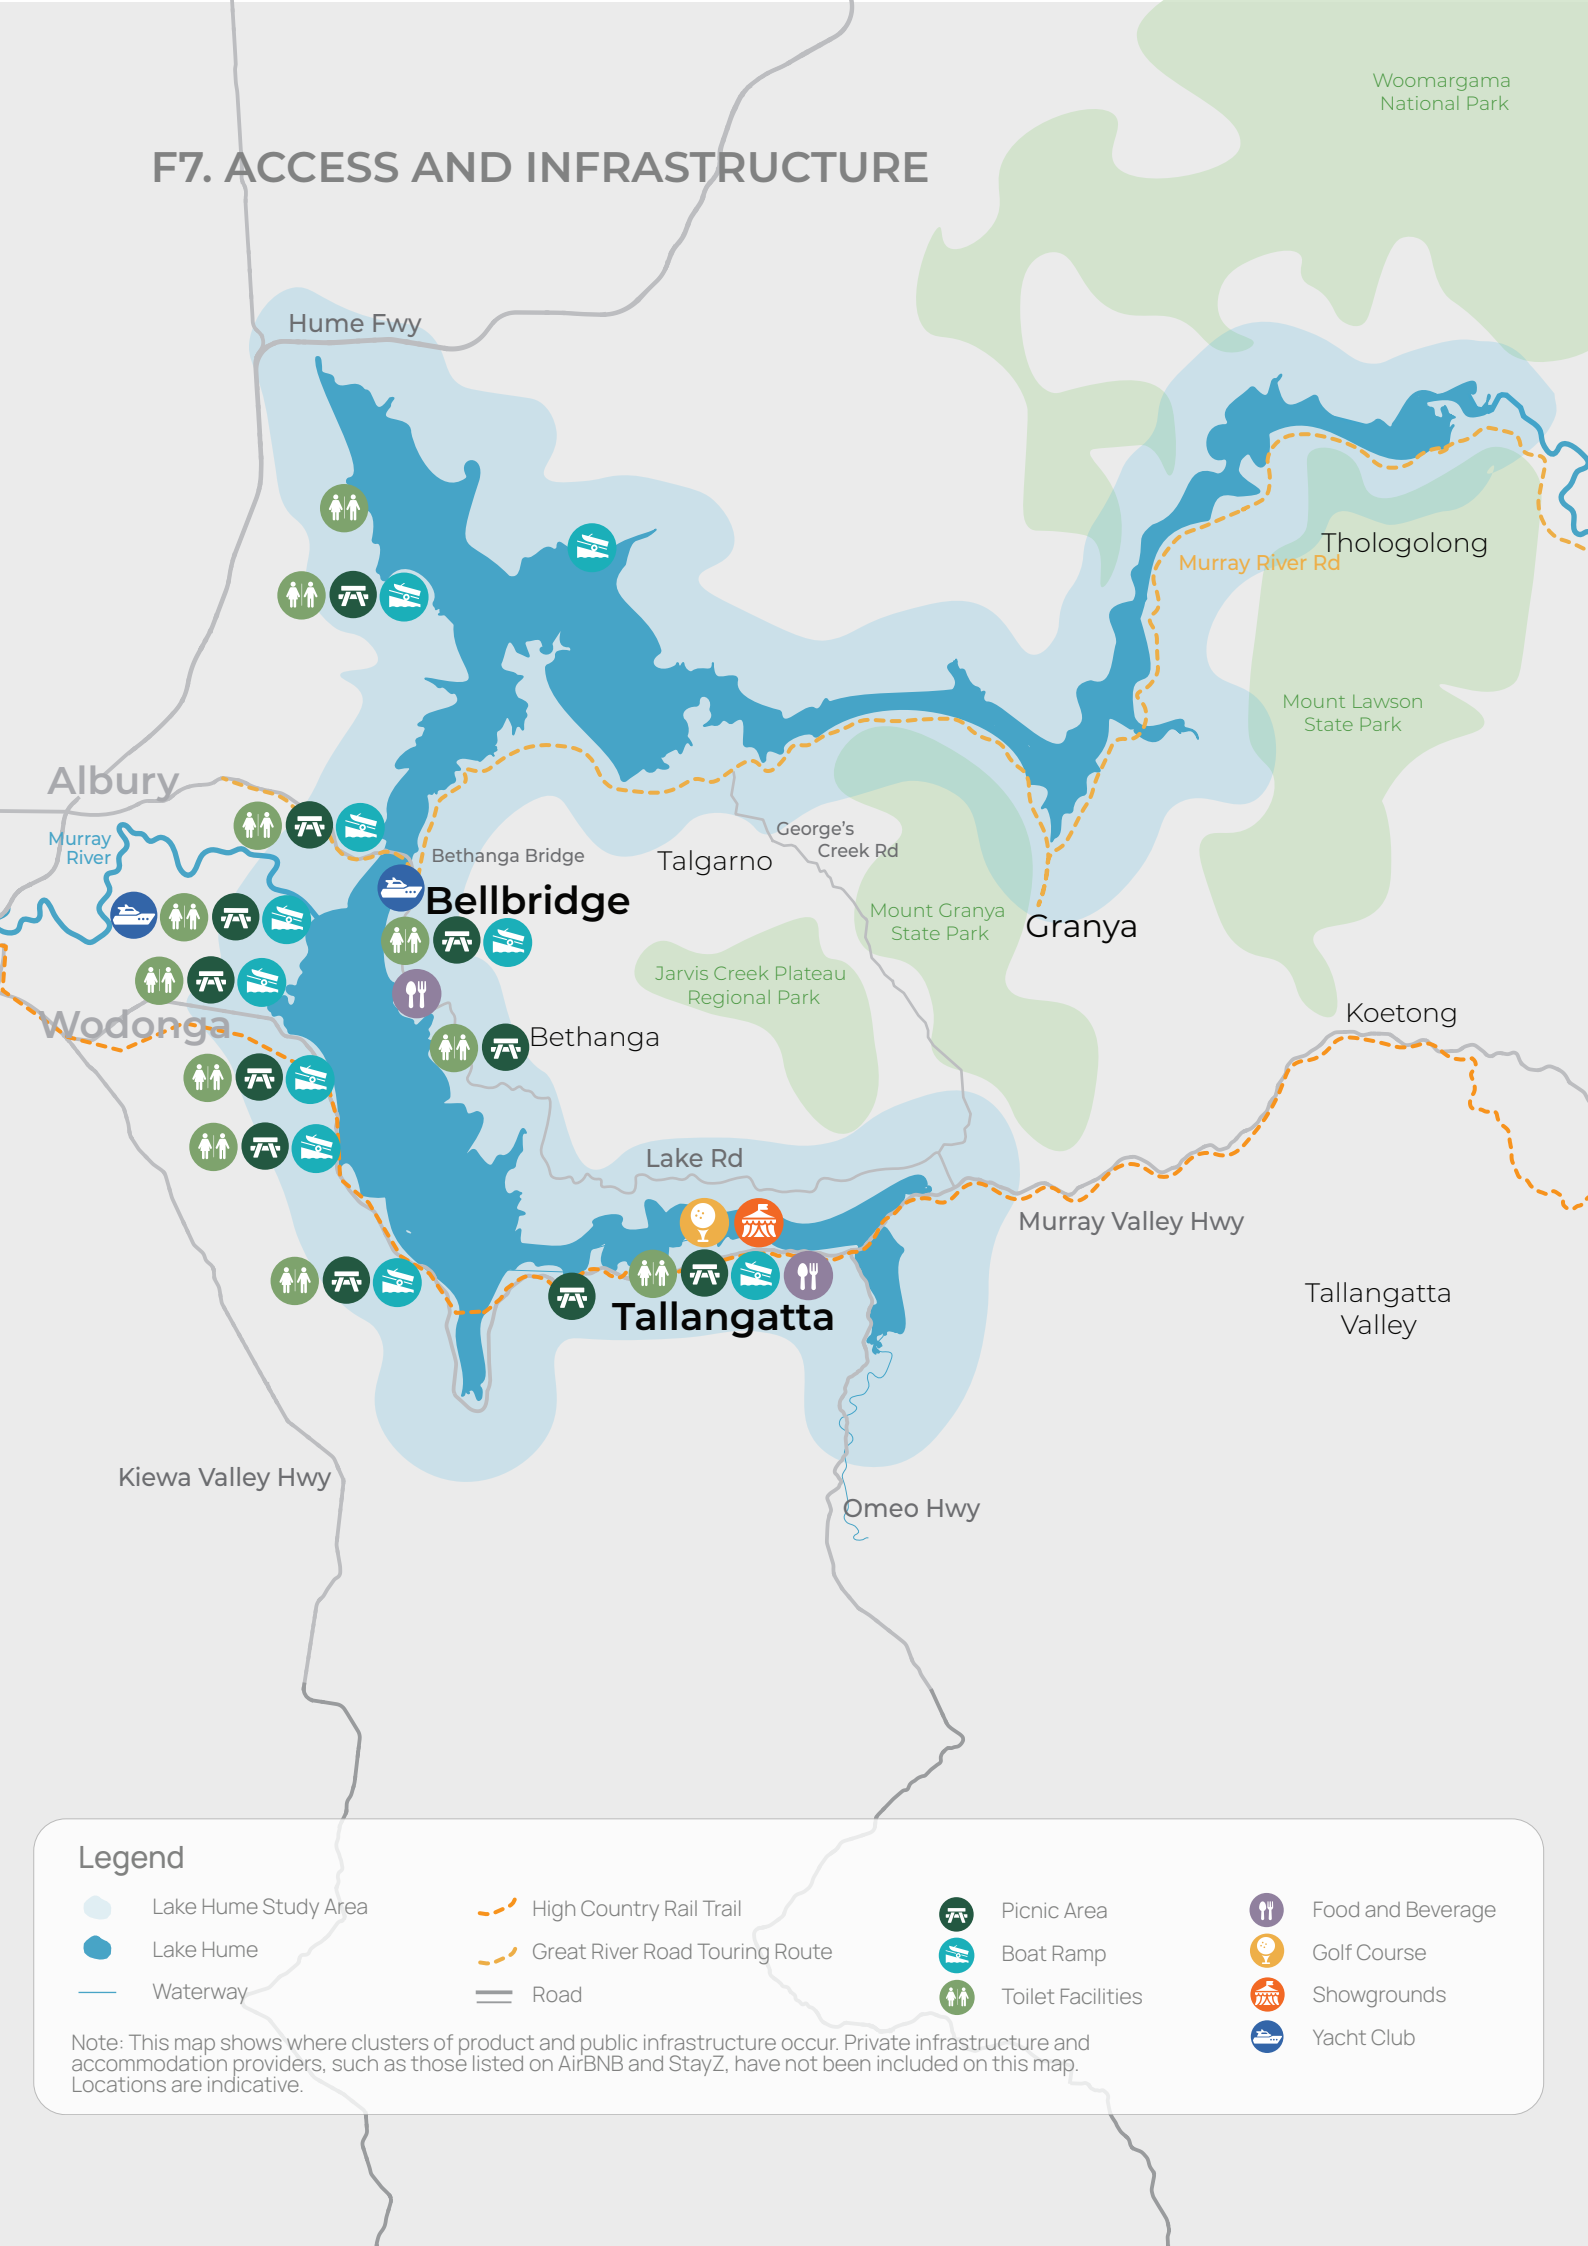 Woomargama
National Park
F7. ACCESS AND INFRASTRUCTURE
Hume Fwy
Thologolong
Murray River Rd
Mount Lawson
State Park
Albury
Murray
River
George’s
Creek Rd
Bethanga Bridge
Talgarno
Bellbridge
Mount Granya
State Park
Granya
Jarvis Creek Plateau
Regional Park
Koetong
Wodonga
Bethanga
Lake Rd
Murray Valley Hwy
Tallangatta
Valley
Tallangatta
Kiewa Valley Hwy
Omeo Hwy
Legend
Lake Hume Study Area
Lake Hume
Waterway
High Country Rail Trail
Great River Road Touring Route
Road
Picnic Area
Boat Ramp
Toilet Facilities
Food and Beverage
Golf Course
Showgrounds
Yacht Club
Note: This map shows where clusters of product and public infrastructure occur. Private infrastructure and
accommodation providers, such as those listed on AirBNB and StayZ, have not been included on this map.
Locations are indicative.